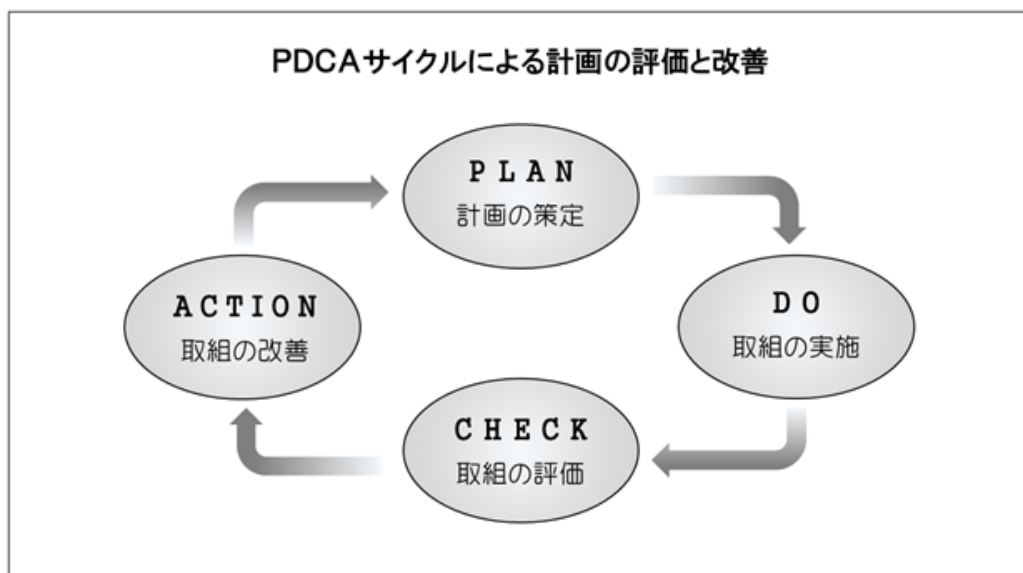 PDCAサイクルによる計画の評価と改善
PLAN
計画の策定
DO
取組の実施
CHECK
取組の評価
ACTION
取組の改善